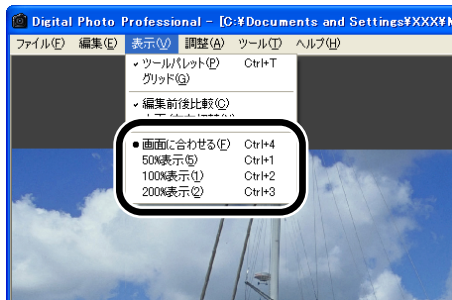 Digital Photo Professional - [C:¥Documents and Settings¥XXX¥M
ファイル(F) 編集(E) 表示(V) 調整(A) ツール(T) ヘルプ(H)
✓ ツールパレット(P) Ctrl+T
グリッド(G)
✓ 編集前後比較(C)
● 画面に合わせる(F) Ctrl+4
50%表示(5) Ctrl+1
100%表示(1) Ctrl+2
200%表示(2) Ctrl+3